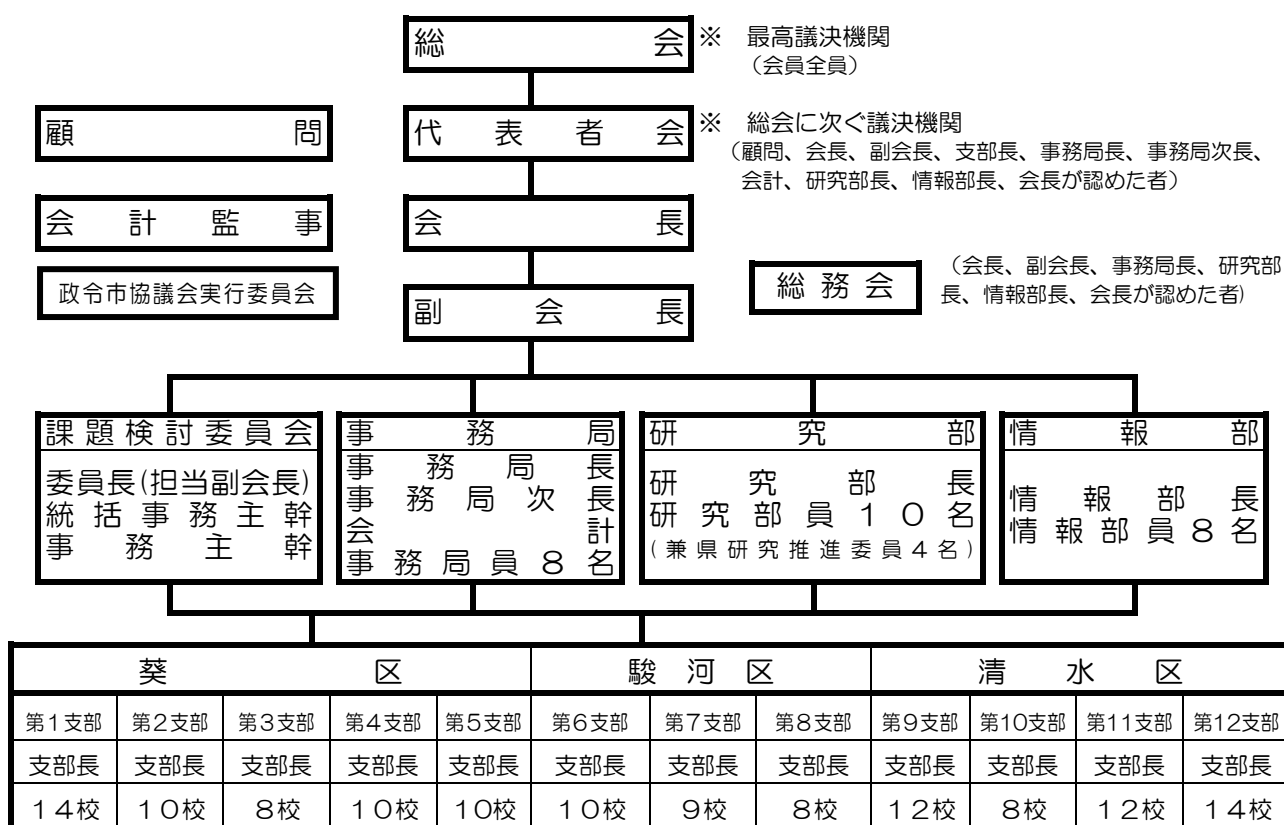 総会
※ 最高議決機関
（会員全員）
顧問
代表者会
※ 総会に次ぐ議決機関
（顧問、会長、副会長、支部長、事務局長、事務局次長、
会計、研究部長、情報部長、会長が認めた者）
会計監事
会長
政令市協議会実行委員会
副会長
総務会
（会長、副会長、事務局長、研究部
長、情報部長、会長が認めた者)
課題検討委員会
委員長(担当副会長)
統括事務主幹
事務主幹
事務局
事務局長
事務局次長
会計
事務局員８名
研究部
研究部長
研究部員１０名
(兼県研究推進委員４名)
情報部
情報部長
情報部員８名
葵区 駿河区 清水区
第1支部 第2支部 第3支部 第4支部 第5支部 第6支部 第7支部 第8支部 第9支部 第10支部 第11支部 第12支部
支部長 支部長 支部長 支部長 支部長 支部長 支部長 支部長 支部長 支部長 支部長 支部長
１４校 １０校 ８校 １０校 １０校 １０校 ９校 ８校 １２校 ８校 １２校 １４校